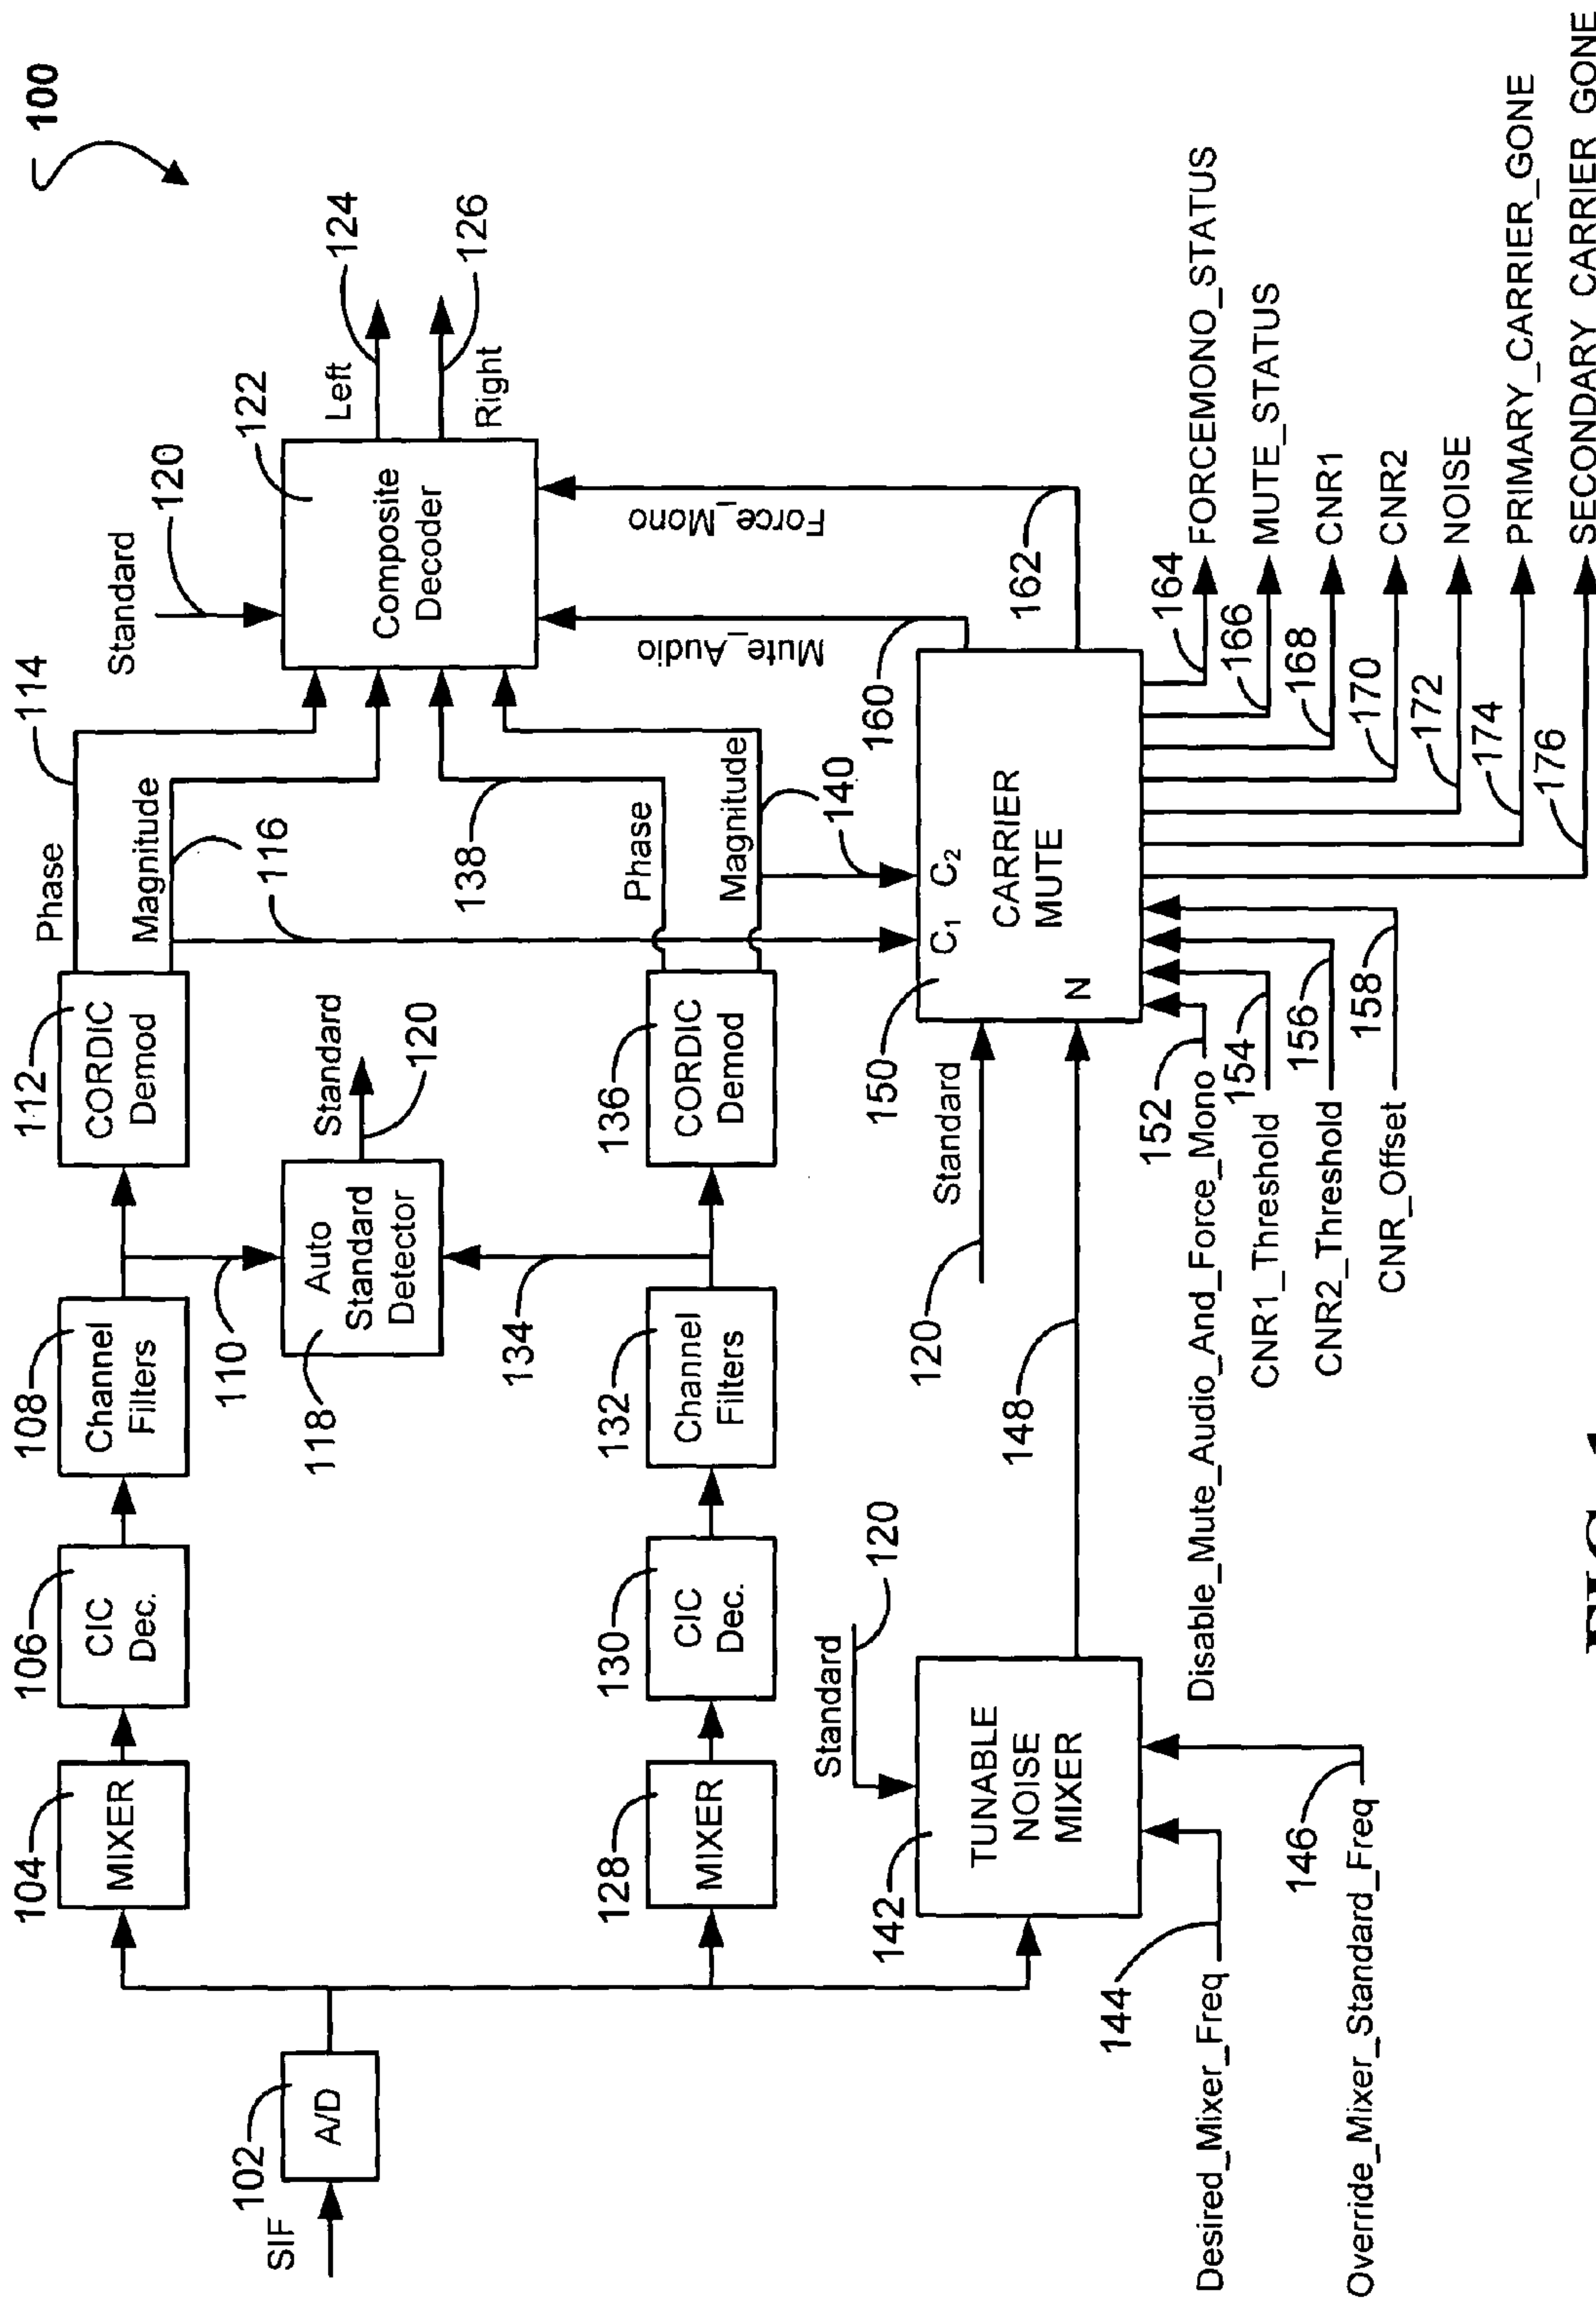 100
SIF
102
A/D
104
MIXER
106
CIC
Dec.
108
Channel
Filters
110
112
CORDIC
Demod
Phase
114
Magnitude
116
118
Auto
Standard
Detector
Standard
120
Standard
120
122
Composite
Decoder
Left
124
Right
126
128
MIXER
130
CIC
Dec.
132
Channel
Filters
134
136
CORDIC
Demod
138
Phase
Magnitude
140
Mute_Audio
Force_Mono
160
162
142
TUNABLE
NOISE
MIXER
Standard
120
144
Desired_Mixer_Freq
146
Override_Mixer_Standard_Freq
148
120
Standard
150
C1 C2
CARRIER
MUTE
N
152
Disable_Mute_Audio_And_Force_Mono
154
CNR1_Threshold
156
CNR2_Threshold
158
CNR_Offset
164
FORCEMONO_STATUS
166
MUTE_STATUS
168
CNR1
170
CNR2
172
NOISE
174
PRIMARY_CARRIER_GONE
176
SECONDARY_CARRIER_GONE